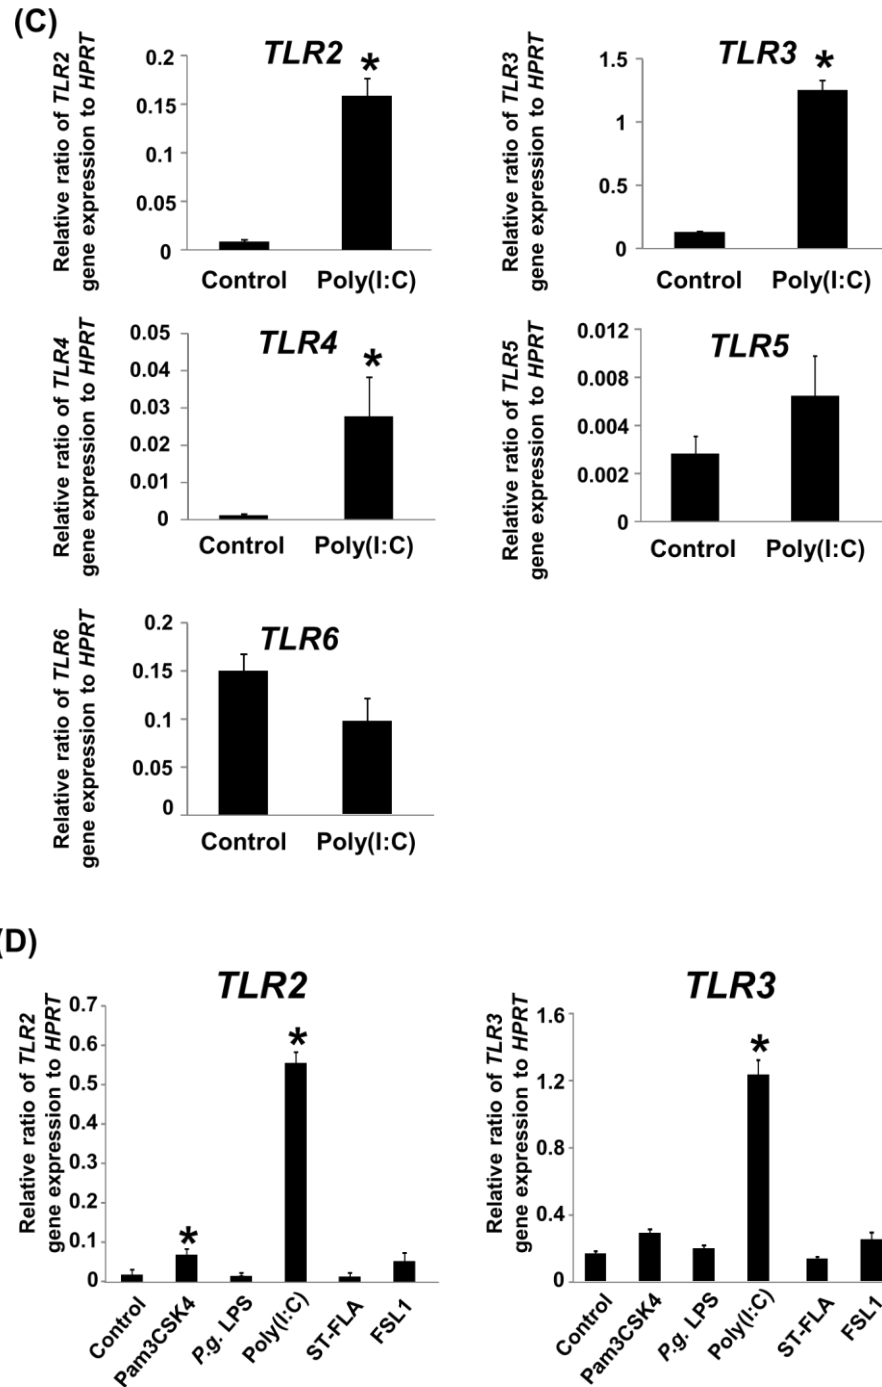 (C)
Relative ratio of TLR2
gene expression to HPRT
TLR2
0.2
0.15
0.1
0.05
0
*
Control Poly(I:C)
Relative ratio of TLR3
gene expression to HPRT
TLR3
1.5
1
0.5
0
*
Control Poly(I:C)
Relative ratio of TLR4
gene expression to HPRT
TLR4
0.05
0.04
0.03
0.02
0.01
0
*
Control Poly(I:C)
Relative ratio of TLR5
gene expression to HPRT
TLR5
0.012
0.008
0.004
0.002
0
Control Poly(I:C)
Relative ratio of TLR6
gene expression to HPRT
TLR6
0.2
0.15
0.1
0.05
0
Control Poly(I:C)
(D)
Relative ratio of TLR2
gene expression to HPRT
TLR2
0.7
0.6
0.5
0.4
0.3
0.2
0.1
0
*
*
Control
Pam3CSK4
P.g. LPS
Poly(I:C)
ST-FLA
FSL1
Relative ratio of TLR3
gene expression to HPRT
TLR3
1.6
1.2
0.8
0.4
0
*
Control
Pam3CSK4
P.g. LPS
Poly(I:C)
ST-FLA
FSL1